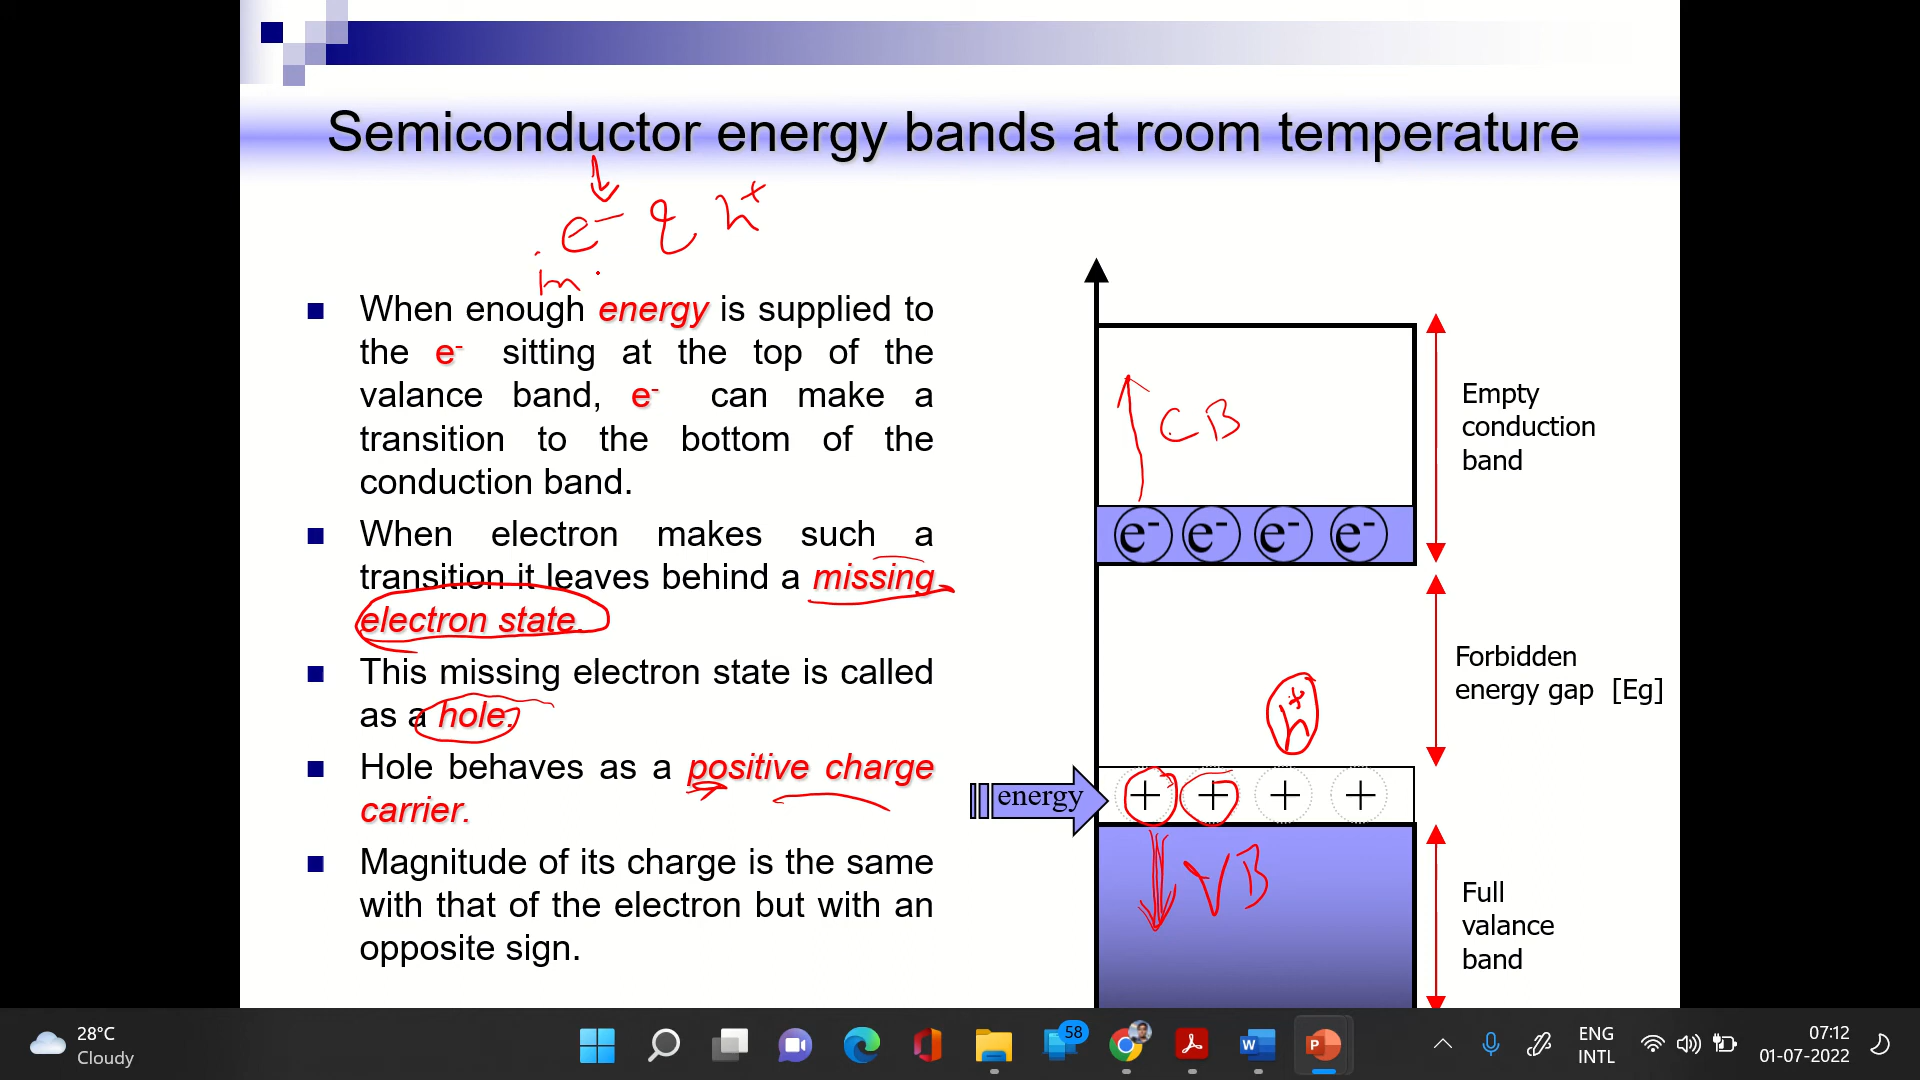 Semiconductor energy bands at room temperature
e⁻ & h⁺
in
When enough energy is supplied to
the e⁻ sitting at the top of the
valance band, e⁻ can make a
transition to the bottom of the
conduction band.
When electron makes such a
transition it leaves behind a missing
electron state.
This missing electron state is called
as a hole.
Hole behaves as a positive charge
carrier.
Magnitude of its charge is the same
with that of the electron but with an
opposite sign.
CB
Empty
conduction
band
e⁻ e⁻ e⁻ e⁻
Forbidden
energy gap [Eg]
h⁺
energy
+ + + +
VB
Full
valance
band
28°C
Cloudy
58
ENG
INTL
07:12
01-07-2022